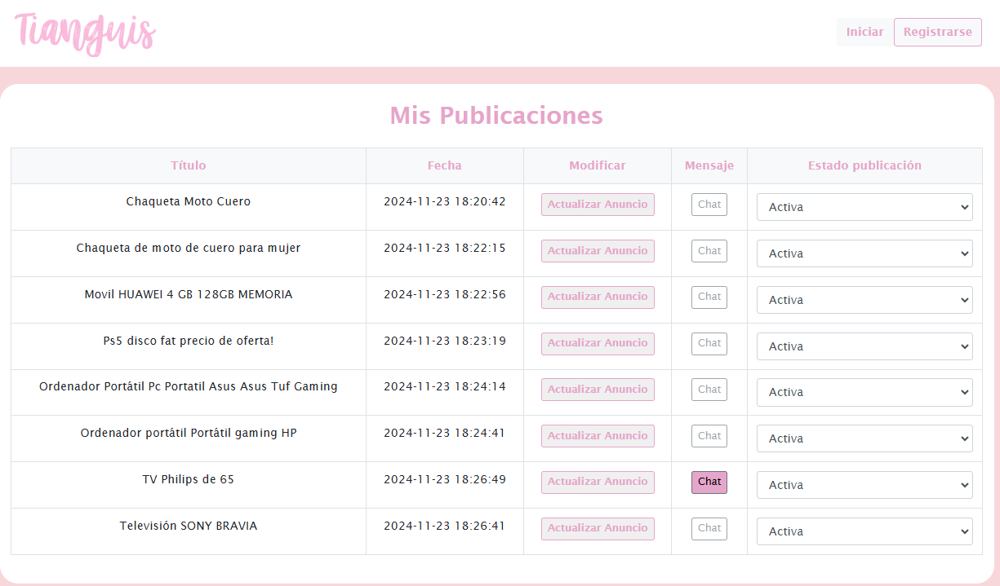 Tianguis
Iniciar Registrarse
Mis Publicaciones
Título Fecha Modificar Mensaje Estado publicación
Chaqueta Moto Cuero 2024-11-23 18:20:42 Actualizar Anuncio Chat Activa
Chaqueta de moto de cuero para mujer 2024-11-23 18:22:15 Actualizar Anuncio Chat Activa
Movil HUAWEI 4 GB 128GB MEMORIA 2024-11-23 18:22:56 Actualizar Anuncio Chat Activa
Ps5 disco fat precio de oferta! 2024-11-23 18:23:19 Actualizar Anuncio Chat Activa
Ordenador Portátil Pc Portatil Asus Asus Tuf Gaming 2024-11-23 18:24:14 Actualizar Anuncio Chat Activa
Ordenador portátil Portátil gaming HP 2024-11-23 18:24:41 Actualizar Anuncio Chat Activa
TV Philips de 65 2024-11-23 18:26:49 Actualizar Anuncio Chat Activa
Televisión SONY BRAVIA 2024-11-23 18:26:41 Actualizar Anuncio Chat Activa